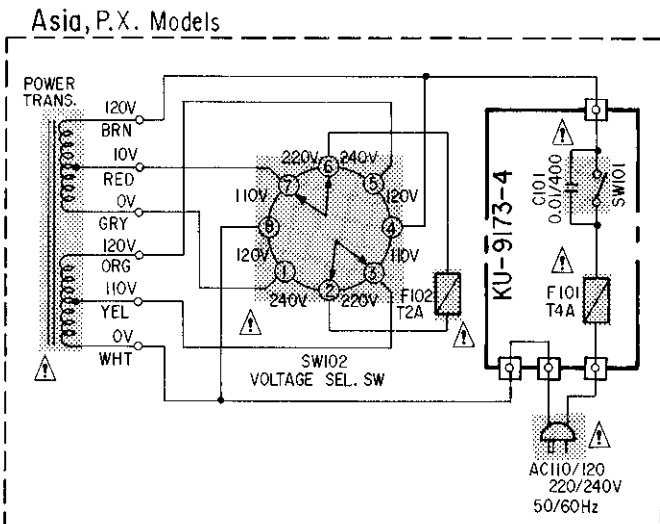 Asia, P.X. Models
POWER
TRANS.
120V
BRN
10V
RED
0V
GRY
120V
ORG
110V
YEL
0V
WHT
220V
6
240V
7
5
110V
120V
8
4
120V
110V
1
3
240V
2
220V
SW102
VOLTAGE SEL. SW
F102
T2A
KU-9173-4
C101
0.01/400
SW101
F101
T4A
AC110/120
220/240V
50/60Hz